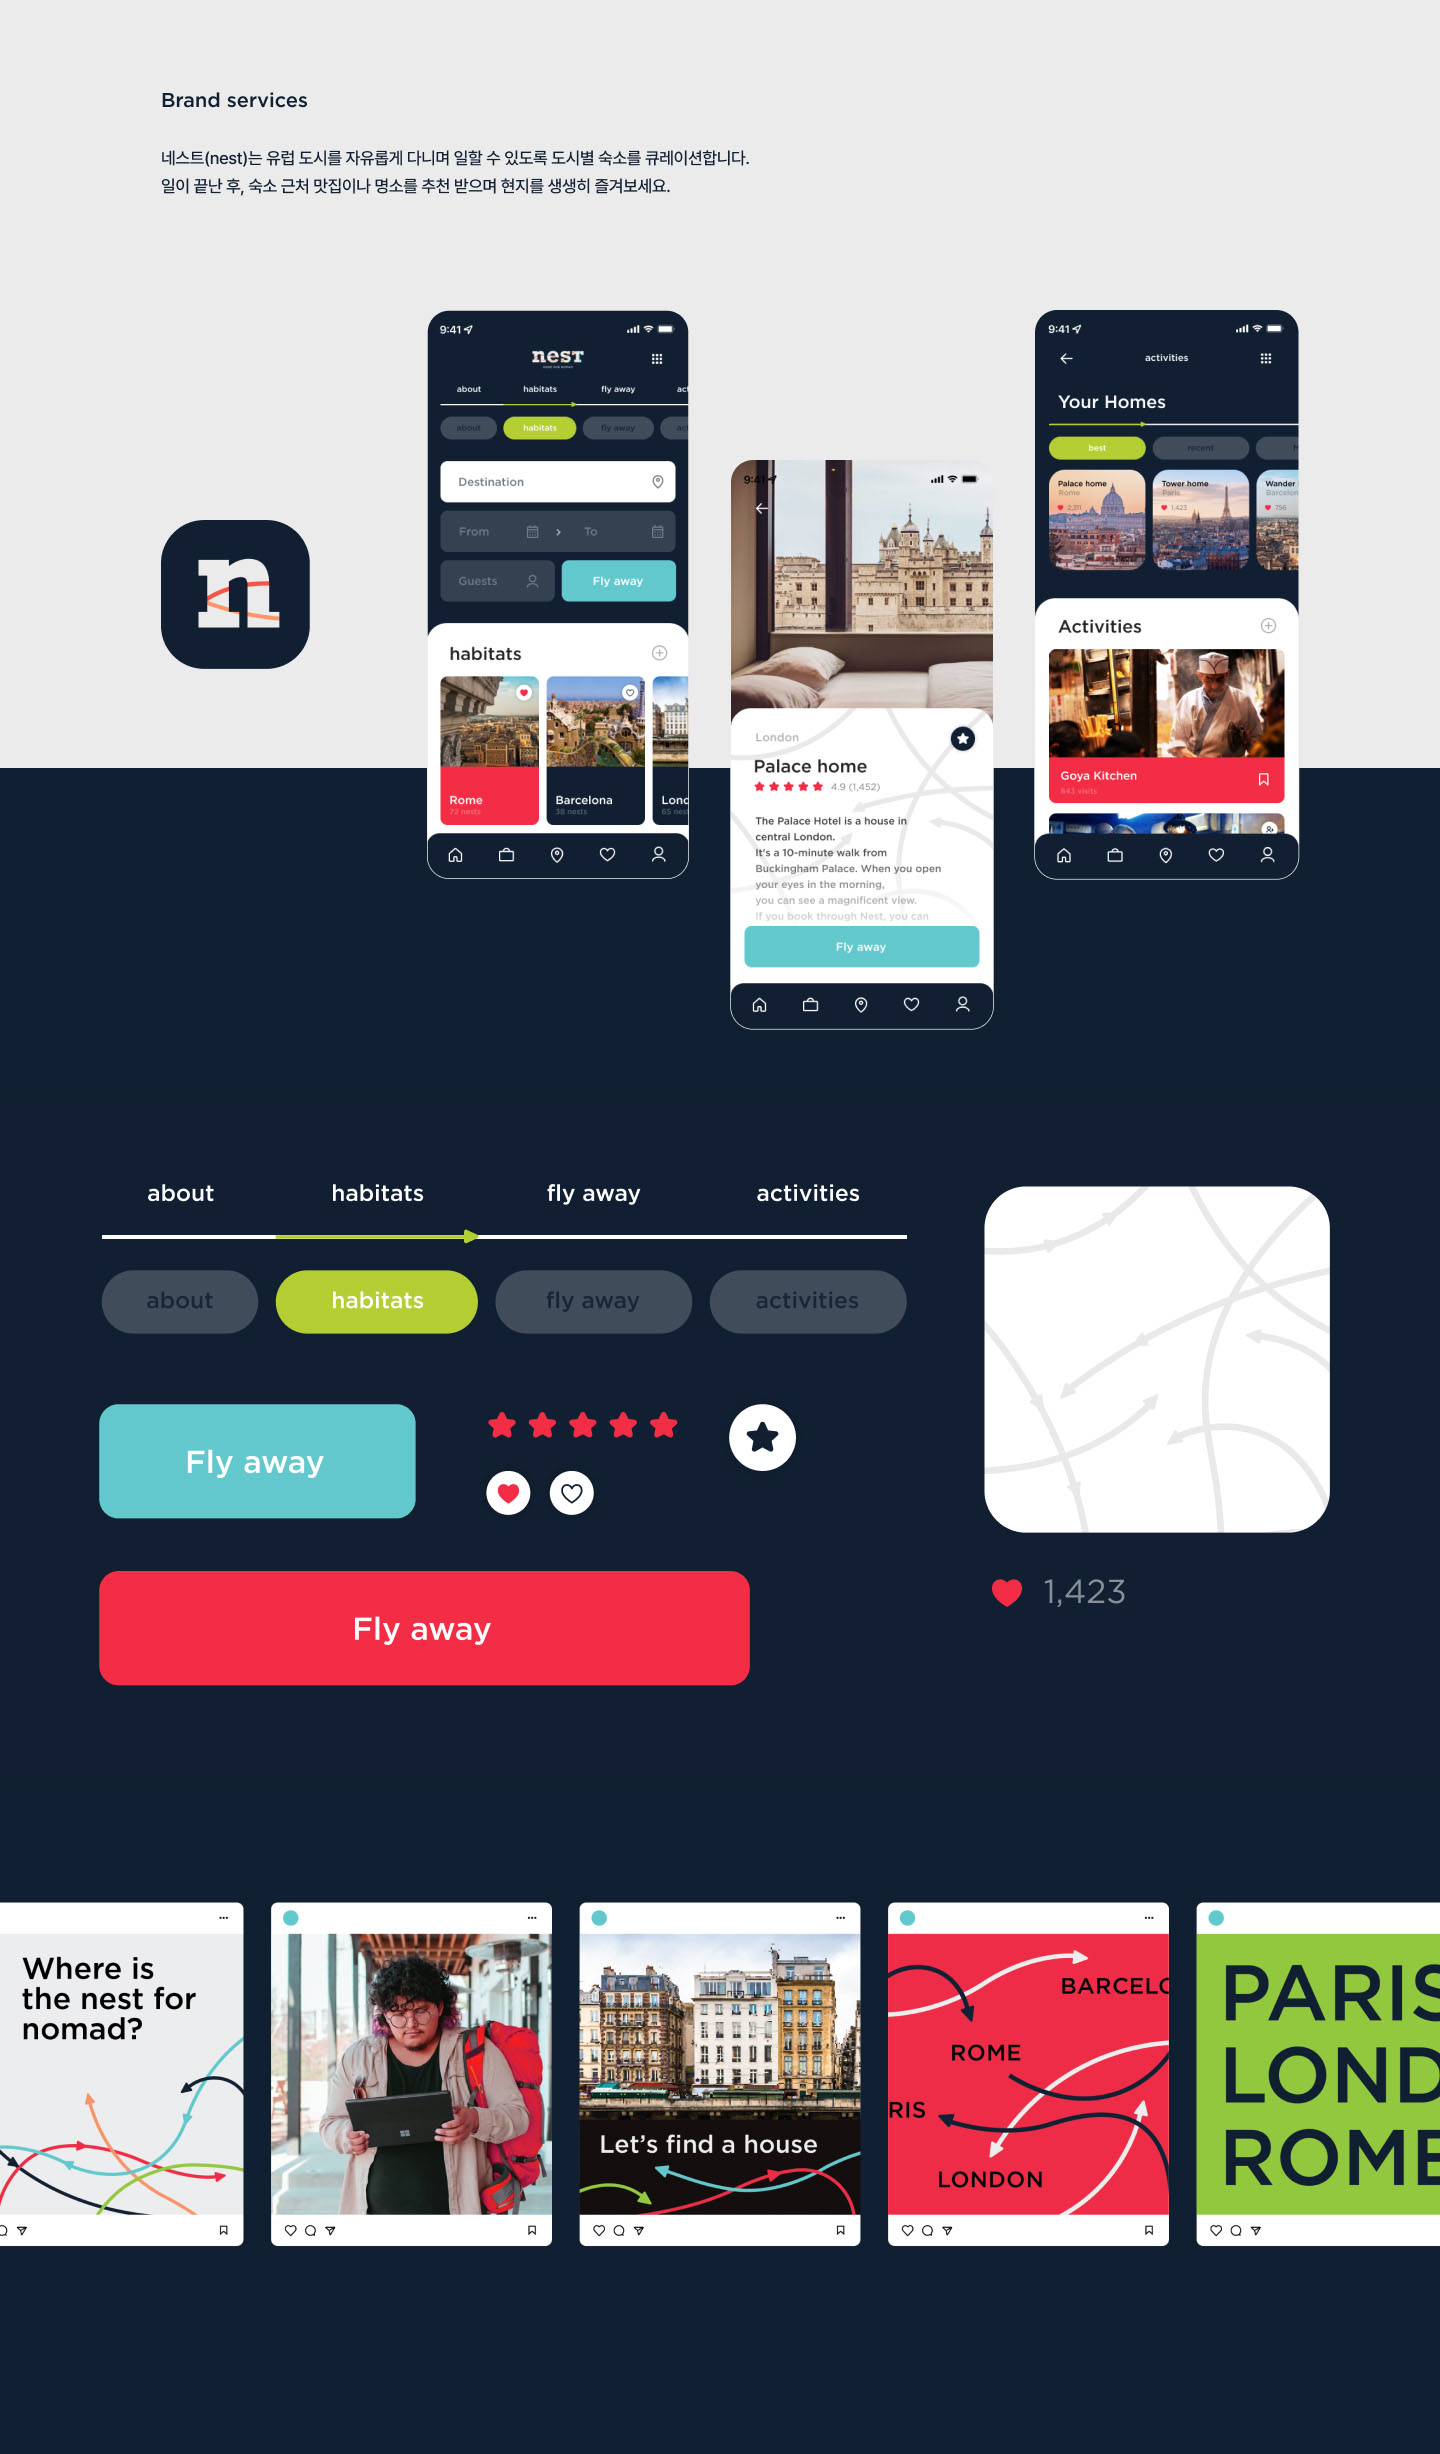 Brand services
네스트(nest)는 유럽 도시를 자유롭게 다니며 일할 수 있도록 도시별 숙소를 큐레이션합니다.
일이 끝난 후, 숙소 근처 맛집이나 명소를 추천 받으며 현지를 생생히 즐겨보세요.
n
9:41
nest
about habitats fly away act
about habitats fly away act
Destination
From To
Guests Fly away
habitats
Rome
72 nests
Barcelona
38 nests
Lond
65 nest
9:41
London
Palace home
4.9 (1,452)
The Palace Hotel is a house in
central London.
It's a 10-minute walk from
Buckingham Palace. When you open
your eyes in the morning,
you can see a magnificent view.
If you book through Nest, you can
Fly away
9:41
activities
Your Homes
best recent
Palace home
Rome
2,311
Tower home
Paris
1,423
Wander
Barcelon
756
Activities
Goya Kitchen
843 visits
about habitats fly away activities
about habitats fly away activities
Fly away
Fly away
1,423
Where is
the nest for
nomad?
Let's find a house
BARCELO
ROME
RIS
LONDON
PARIS
LOND
ROME